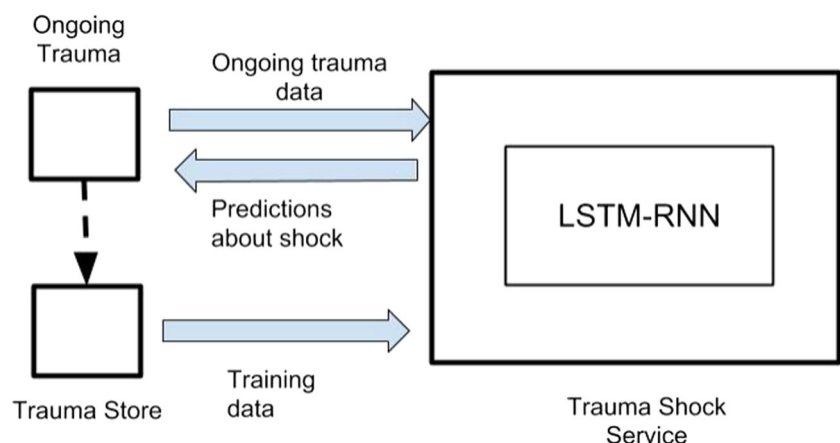 Ongoing
Trauma
Ongoing trauma
data
Predictions
about shock
LSTM-RNN
Training
data
Trauma Store
Trauma Shock
Service